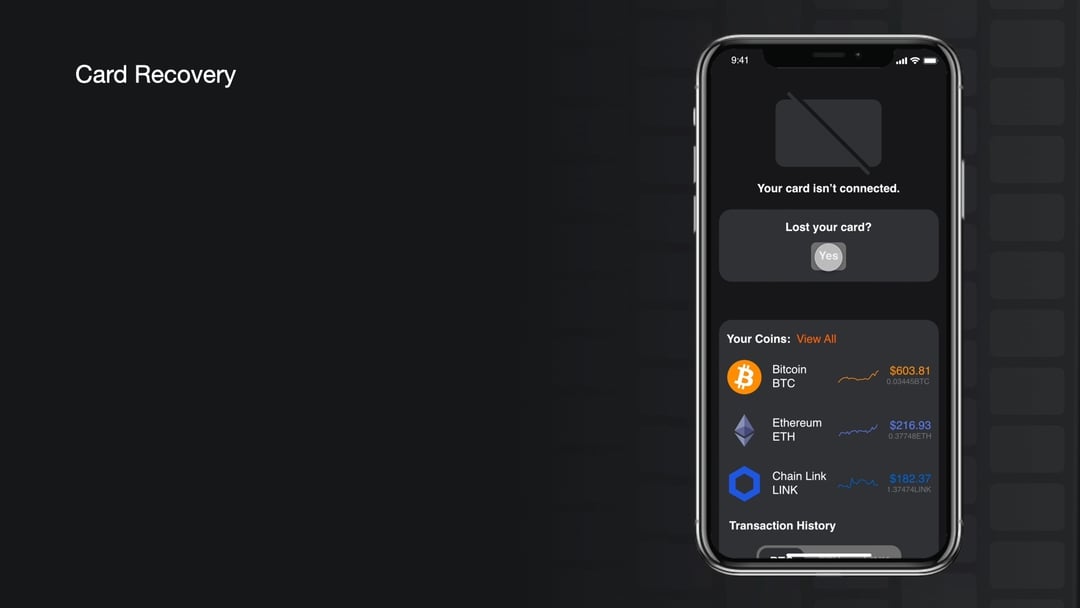 Card Recovery
9:41
Your card isn't connected.
Lost your card?
Yes
Your Coins: View All
Bitcoin
BTC
$603.81
0.03445BTC
Ethereum
ETH
$216.93
0.37748ETH
Chain Link
LINK
$182.37
1.37474LINK
Transaction History